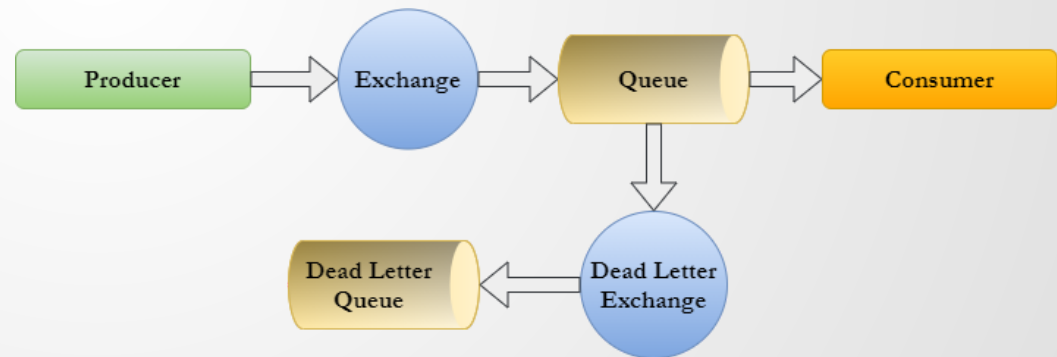 Producer
Exchange
Queue
Consumer
Dead Letter
Queue
Dead Letter
Exchange